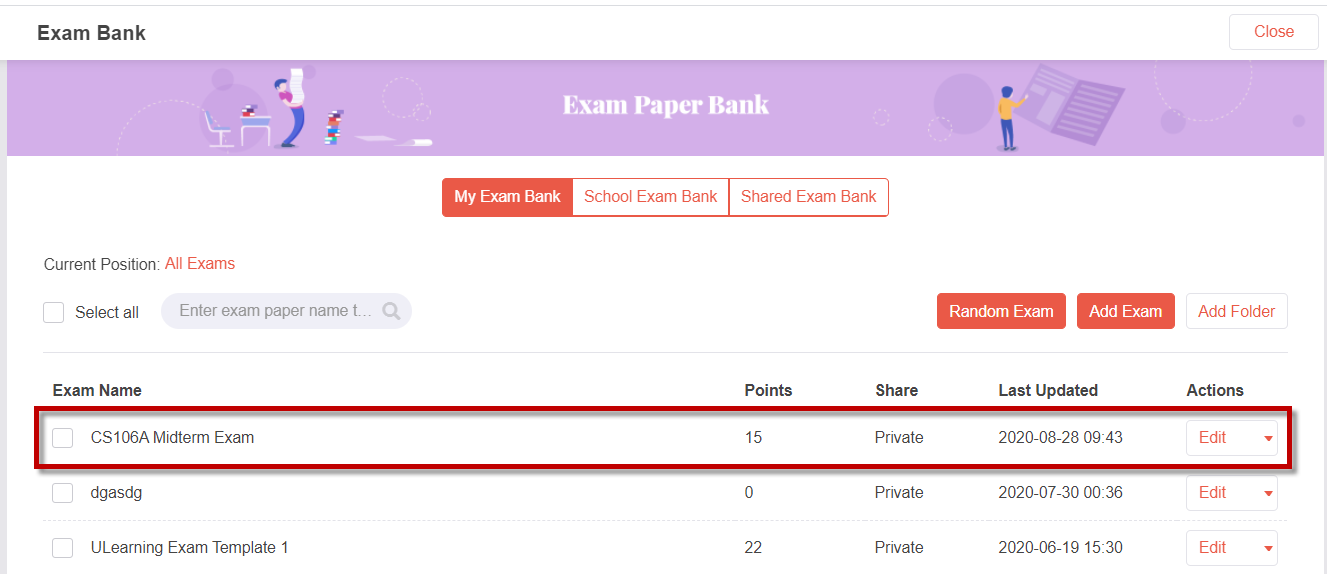 Exam Bank
Close
Exam Paper Bank
My Exam Bank School Exam Bank Shared Exam Bank
Current Position: All Exams
Select all Enter exam paper name t... Random Exam Add Exam Add Folder
Exam Name Points Share Last Updated Actions
CS106A Midterm Exam 15 Private 2020-08-28 09:43 Edit
dgasdg 0 Private 2020-07-30 00:36 Edit
ULearning Exam Template 1 22 Private 2020-06-19 15:30 Edit